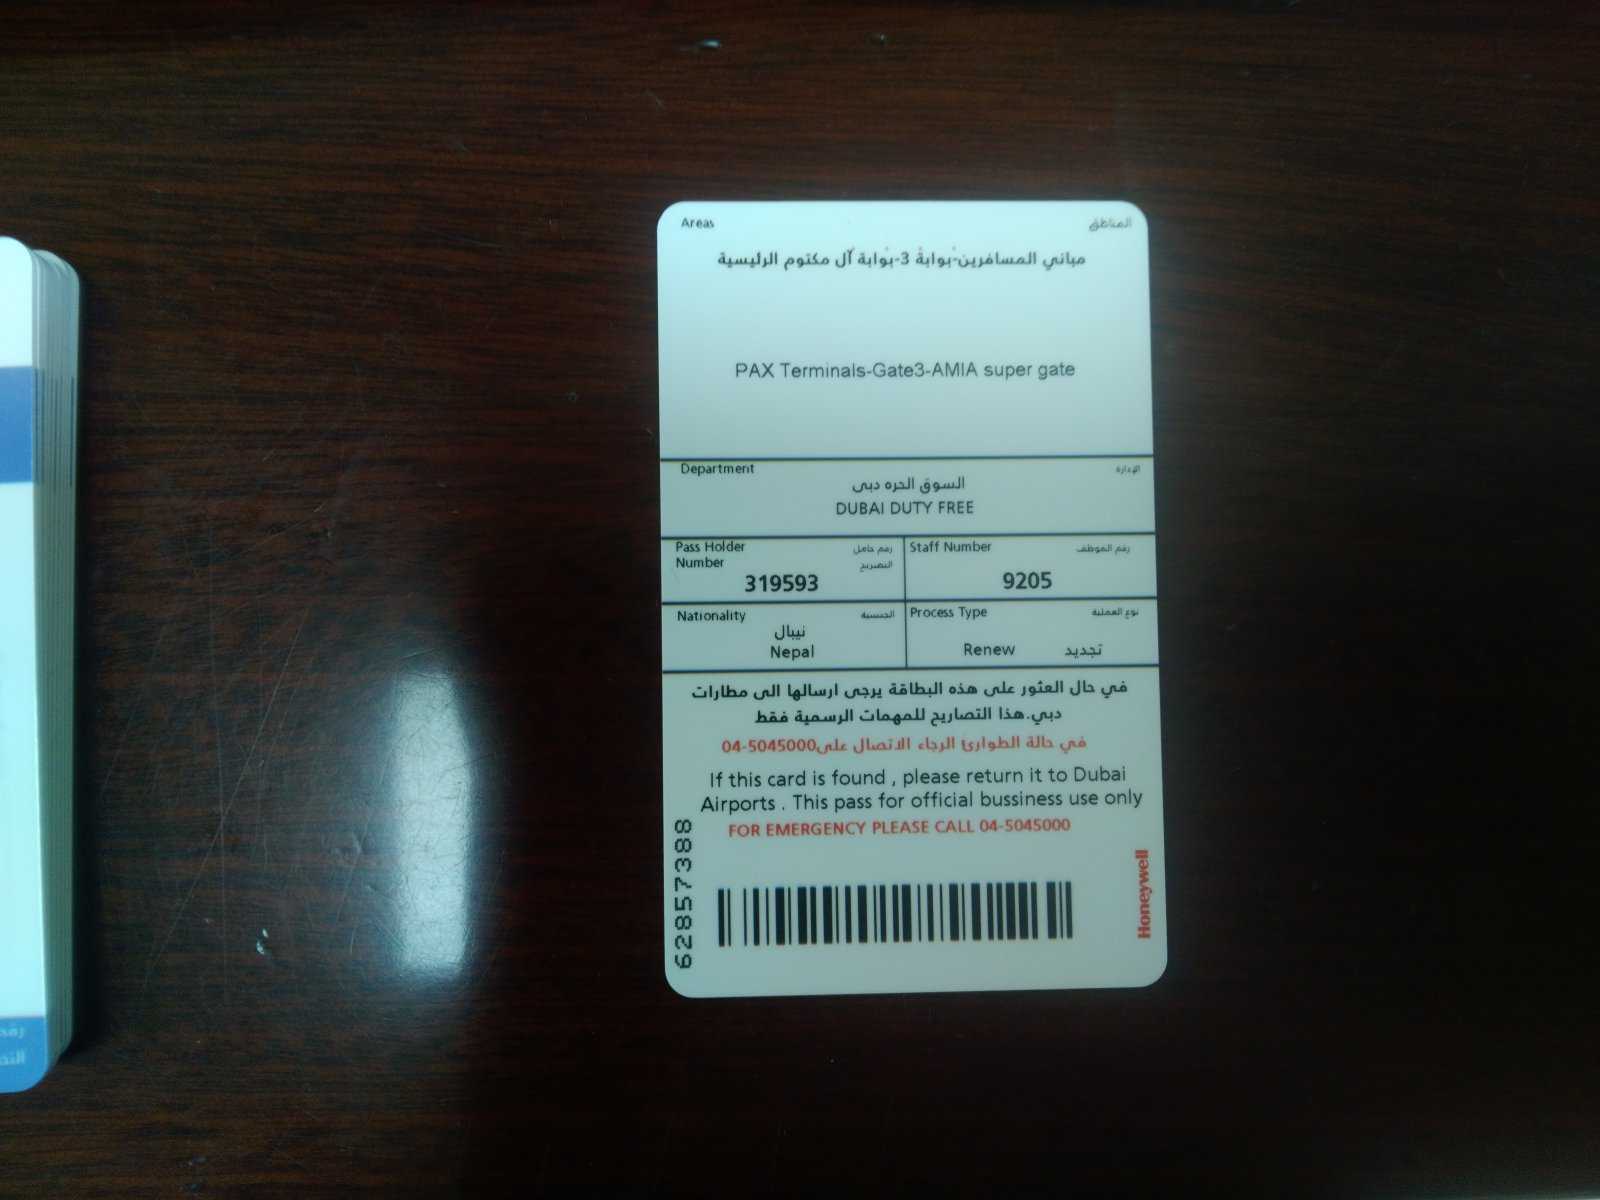 Areas المناطق
مباني المسافرين-بوابة 3-بوابة آل مكتوم الرئيسية
PAX Terminals-Gate3-AMIA super gate
Department الإدارة
السوق الحره دبى
DUBAI DUTY FREE
Pass Holder Number رقم حامل التصريح
319593
Staff Number رقم الموظف
9205
Nationality الجنسية
نيبال
Nepal
Process Type نوع العملية
Renew تجديد
في حال العثور على هذه البطاقة يرجى ارسالها الى مطارات
دبي.هذا التصاريح للمهمات الرسمية فقط
في حالة الطوارئ الرجاء الاتصال على04-5045000
If this card is found , please return it to Dubai
Airports . This pass for official bussiness use only
FOR EMERGENCY PLEASE CALL 04-5045000
62857388
Honeywell